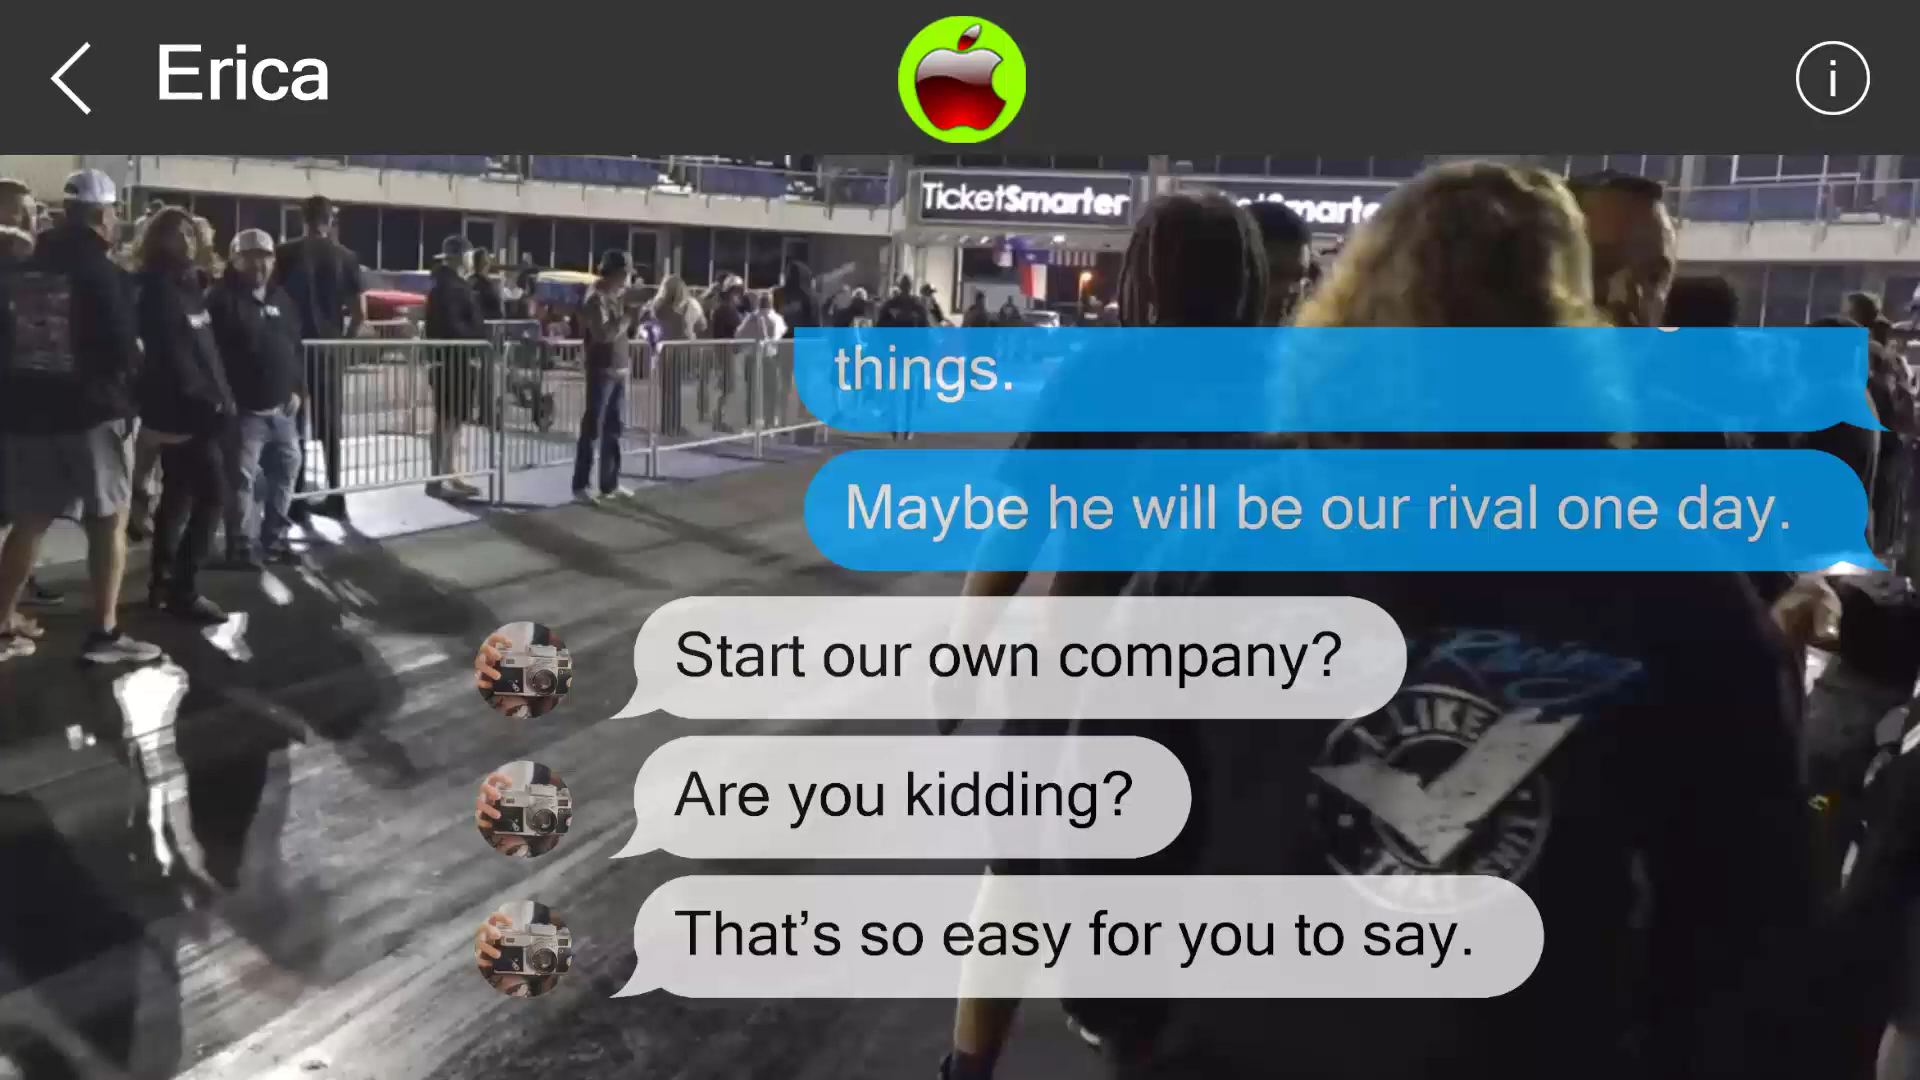 Erica
TicketSmarter
things.
Maybe he will be our rival one day.
Start our own company?
Are you kidding?
That's so easy for you to say.
LIKE